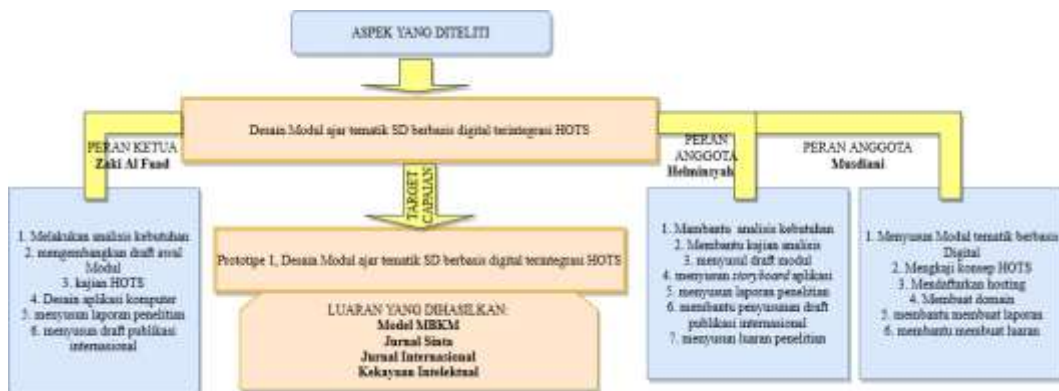 ASPEK YANG DITELITI
Desain Modul ajar tematik SD berbasis digital terintegrasi HOTS
PERAN KETUA
Zaki Al Fuad
TARGET
CAPAIAN
PERAN
ANGGOTA
Helminsyah
PERAN ANGGOTA
Musdiani
1. Melakukan analisis kebutuhan
2. mengembangkan draft awal
Modul
3. kajian HOTS
4. Desain aplikasi komputer
5. menyusun laporan penelitian
6. menyusun draft publikasi
internasional
Prototipe 1, Desain Modul ajar tematik SD berbasis digital terintegrasi HOTS
LUARAN YANG DIHASILKAN:
Model MBKM
Jurnal Sinta
Jurnal Internasional
Kekayaan Intelektual
1. Mambantu analisis kebutuhan
2. Membantu kajian analisis
3. menyusul draft modul
4. menyusun storyboard aplikasi
5. menyusun laporan penelitian
6. membantu penyusunan draft
publikasi internasional
7. menyusun luaran penelitian
1. Menyusun Modul tematik berbasis
Digital
2. Mengkaji konsep HOTS
3. Mendaftarkan hosting
4. Membuat domain
5. membantu membuat laporan
6. membantu membuat luaran